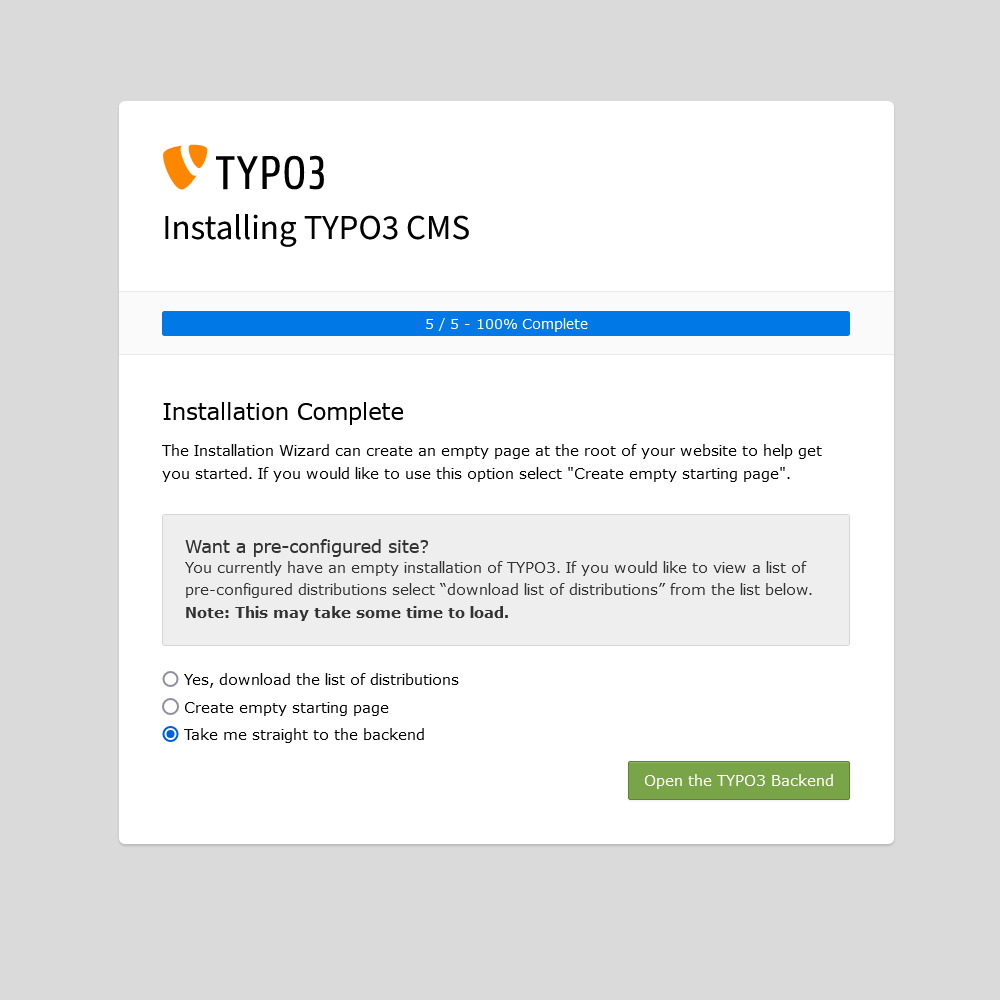 TYPO3
Installing TYPO3 CMS
5 / 5 - 100% Complete
Installation Complete
The Installation Wizard can create an empty page at the root of your website to help get
you started. If you would like to use this option select "Create empty starting page".
Want a pre-configured site?
You currently have an empty installation of TYPO3. If you would like to view a list of
pre-configured distributions select “download list of distributions” from the list below.
Note: This may take some time to load.
Yes, download the list of distributions
Create empty starting page
Take me straight to the backend
Open the TYPO3 Backend